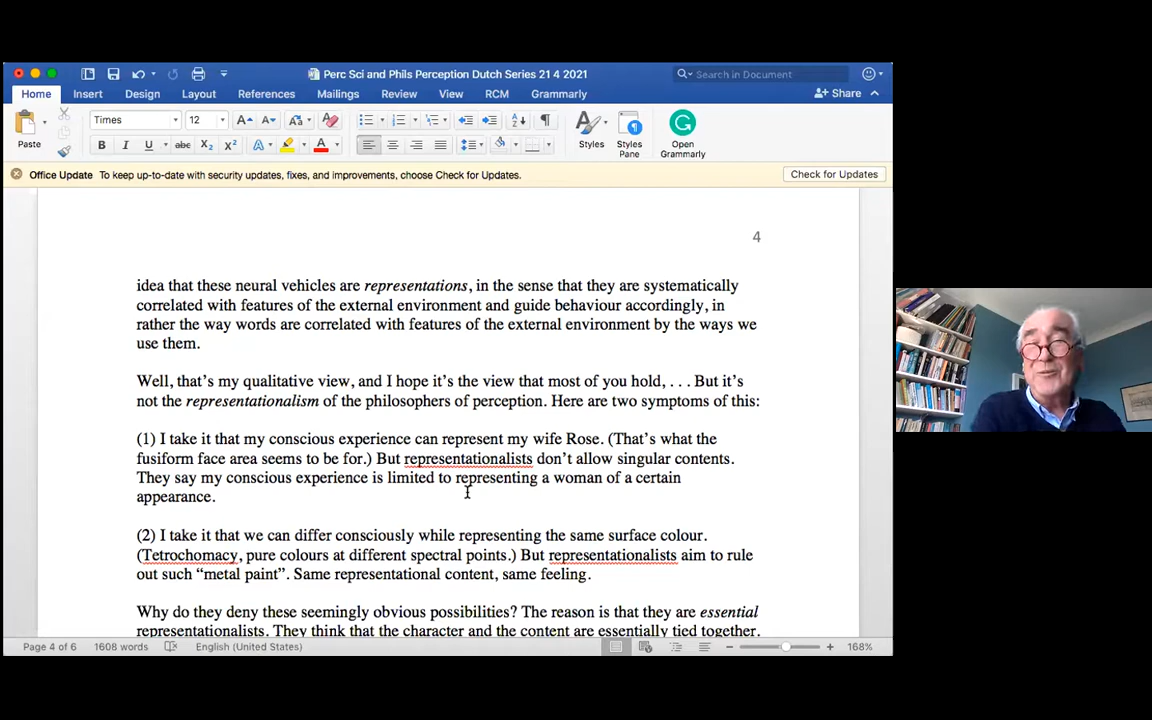 Perc Sci and Phils Perception Dutch Series 21 4 2021
Search in Document
Home Insert Design Layout References Mailings Review View RCM Grammarly
Share
Paste
Times
12
Styles
Styles Pane
Open Grammarly
Office Update To keep up-to-date with security updates, fixes, and improvements, choose Check for Updates.
Check for Updates
4
idea that these neural vehicles are representations, in the sense that they are systematically
correlated with features of the external environment and guide behaviour accordingly, in
rather the way words are correlated with features of the external environment by the ways we
use them.
Well, that's my qualitative view, and I hope it's the view that most of you hold, . . . But it's
not the representationalism of the philosophers of perception. Here are two symptoms of this:
(1) I take it that my conscious experience can represent my wife Rose. (That's what the
fusiform face area seems to be for.) But representationalists don't allow singular contents.
They say my conscious experience is limited to representing a woman of a certain
appearance.
(2) I take it that we can differ consciously while representing the same surface colour.
(Tetrochomacy, pure colours at different spectral points.) But representationalists aim to rule
out such “metal paint”. Same representational content, same feeling.
Why do they deny these seemingly obvious possibilities? The reason is that they are essential
representationalists. They think that the character and the content are essentially tied together.
Page 4 of 6 1608 words English (United States) 168%